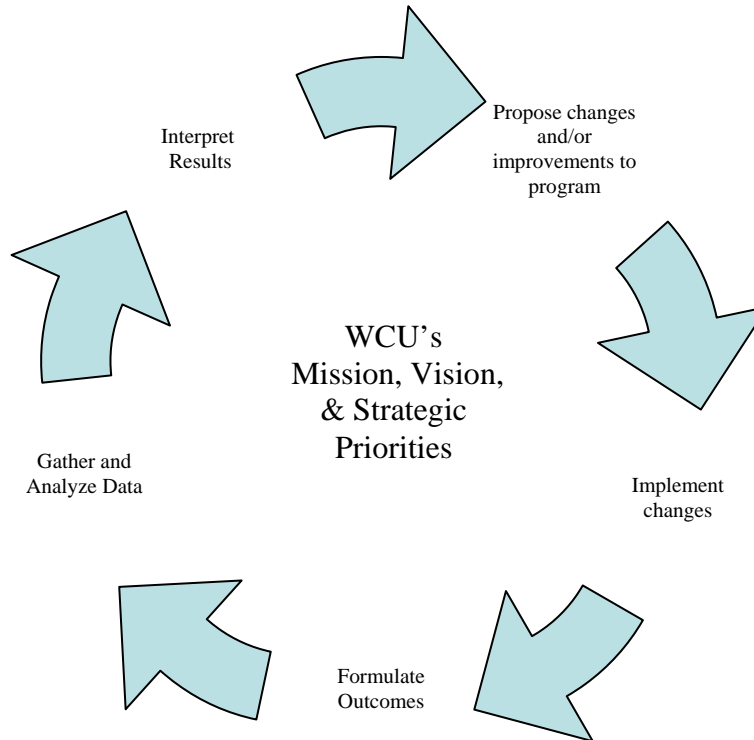 Interpret
Results
Propose changes
and/or
improvements to
program
WCU's
Mission, Vision,
& Strategic
Priorities
Gather and
Analyze Data
Implement
changes
Formulate
Outcomes